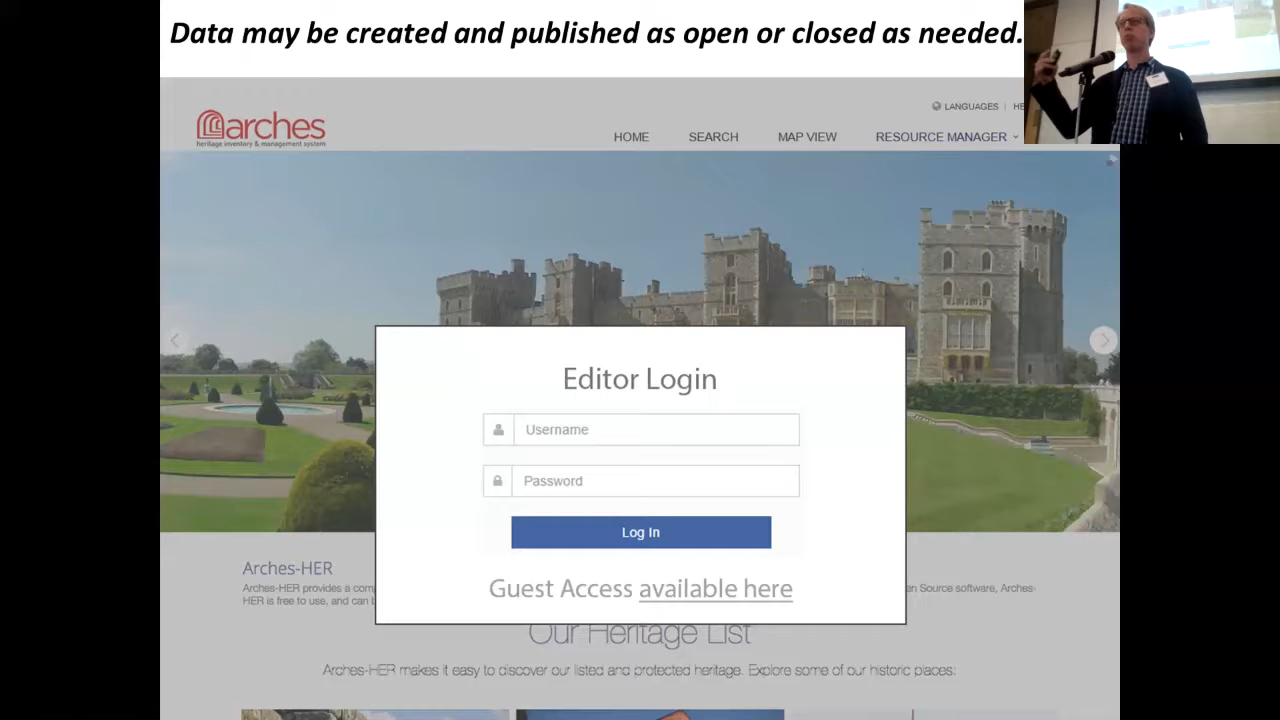 Data may be created and published as open or closed as needed.
LANGUAGES
arches
heritage inventory & management system
HOME
SEARCH
MAP VIEW
RESOURCE MANAGER
Editor Login
Username
Password
Log In
Guest Access available here
Arches-HER
Arches-HER provides a
en Source software, Arches-
HER is free to use, and can
Our Heritage List
Arches-HER makes it easy to discover our listed and protected heritage. Explore some of our historic places: